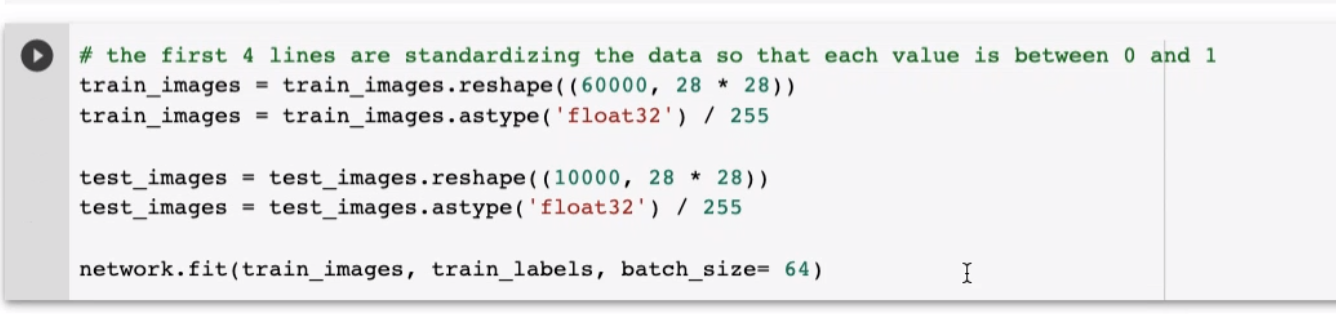 # the first 4 lines are standardizing the data so that each value is between 0 and 1
train_images = train_images.reshape((60000, 28 * 28))
train_images = train_images.astype('float32') / 255
test_images = test_images.reshape((10000, 28 * 28))
test_images = test_images.astype('float32') / 255
network.fit(train_images, train_labels, batch_size= 64)